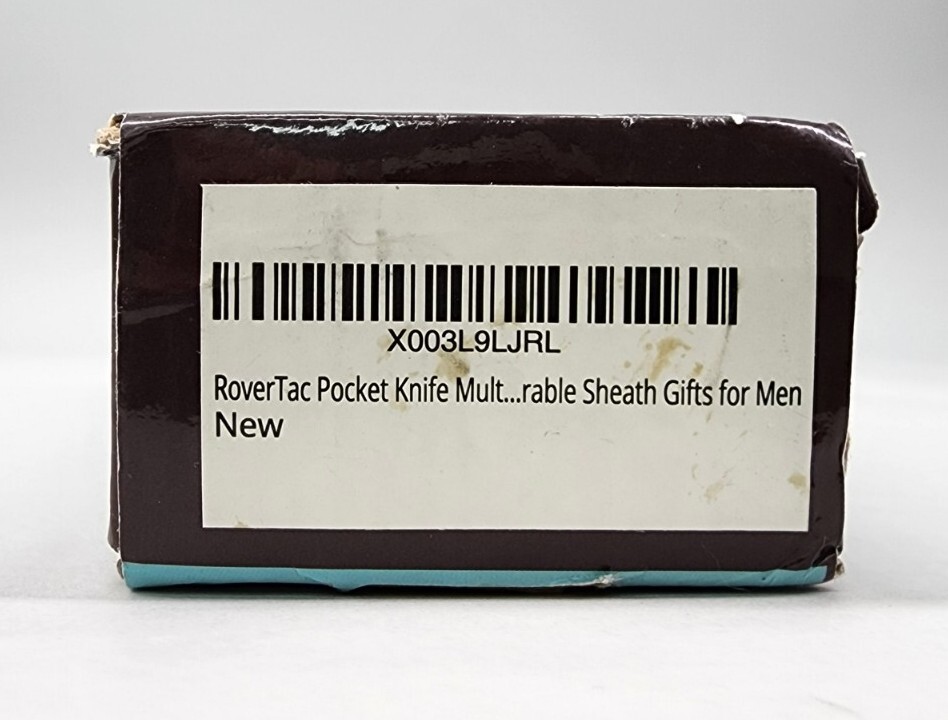 X003L9LJRL
RoverTac Pocket Knife Mult...rable Sheath Gifts for Men
New